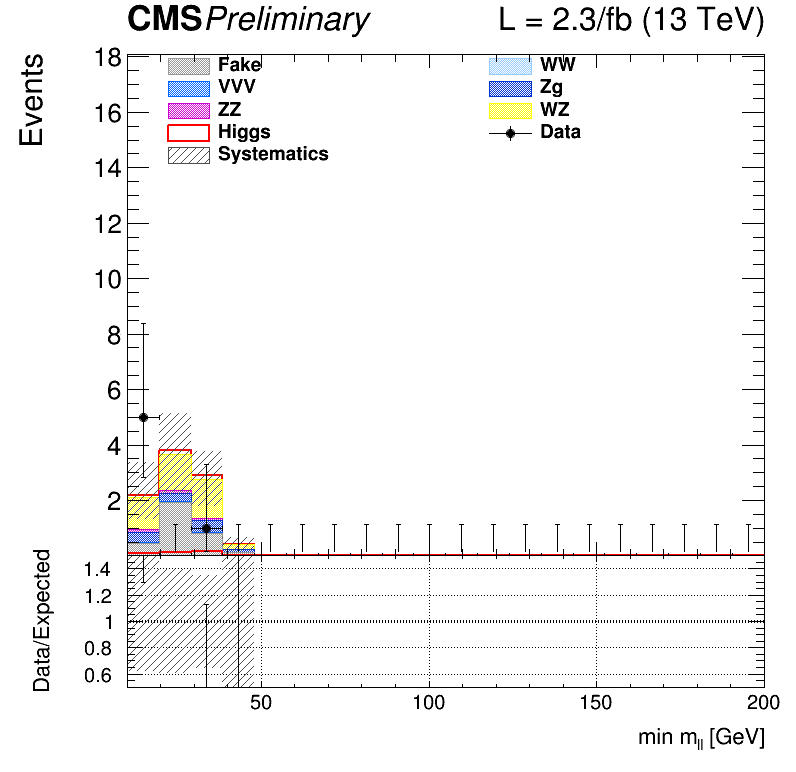 CMSPreliminary L = 2.3/fb (13 TeV)
Events
18
16
14
12
10
8
6
4
2
Fake
VVV
ZZ
Higgs
Systematics
WW
Zg
WZ
Data
Data/Expected
1.4
1.2
1
0.8
0.6
50 100 150 200
min m_ll [GeV]